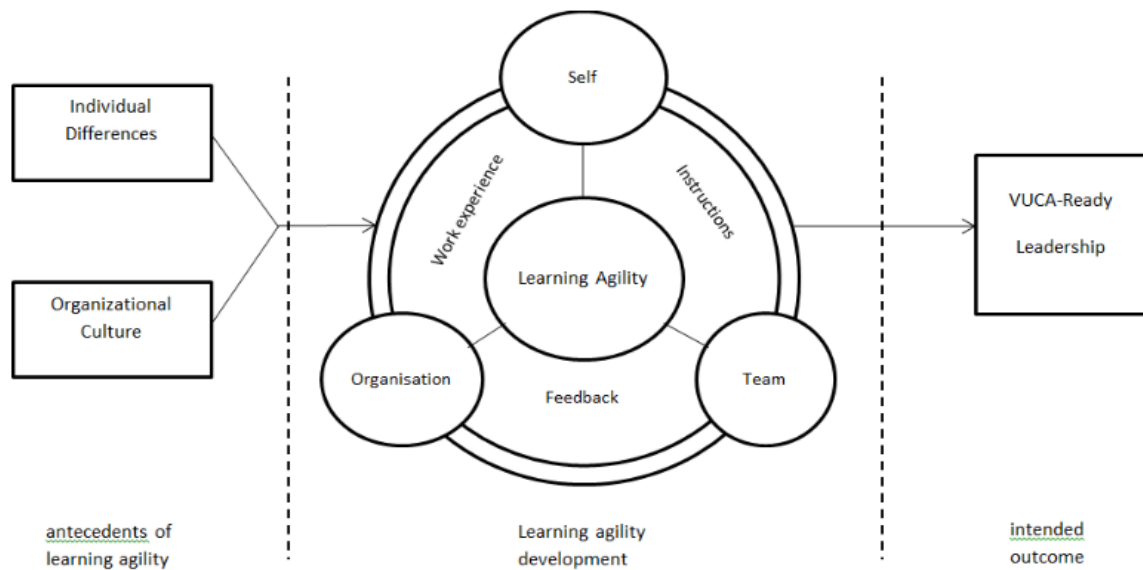 Individual
Differences
Organizational
Culture
Self
Work experience
Instructions
Learning Agility
Organisation
Feedback
Team
VUCA-Ready
Leadership
antecedents of
learning agility
Learning agility
development
intended
outcome